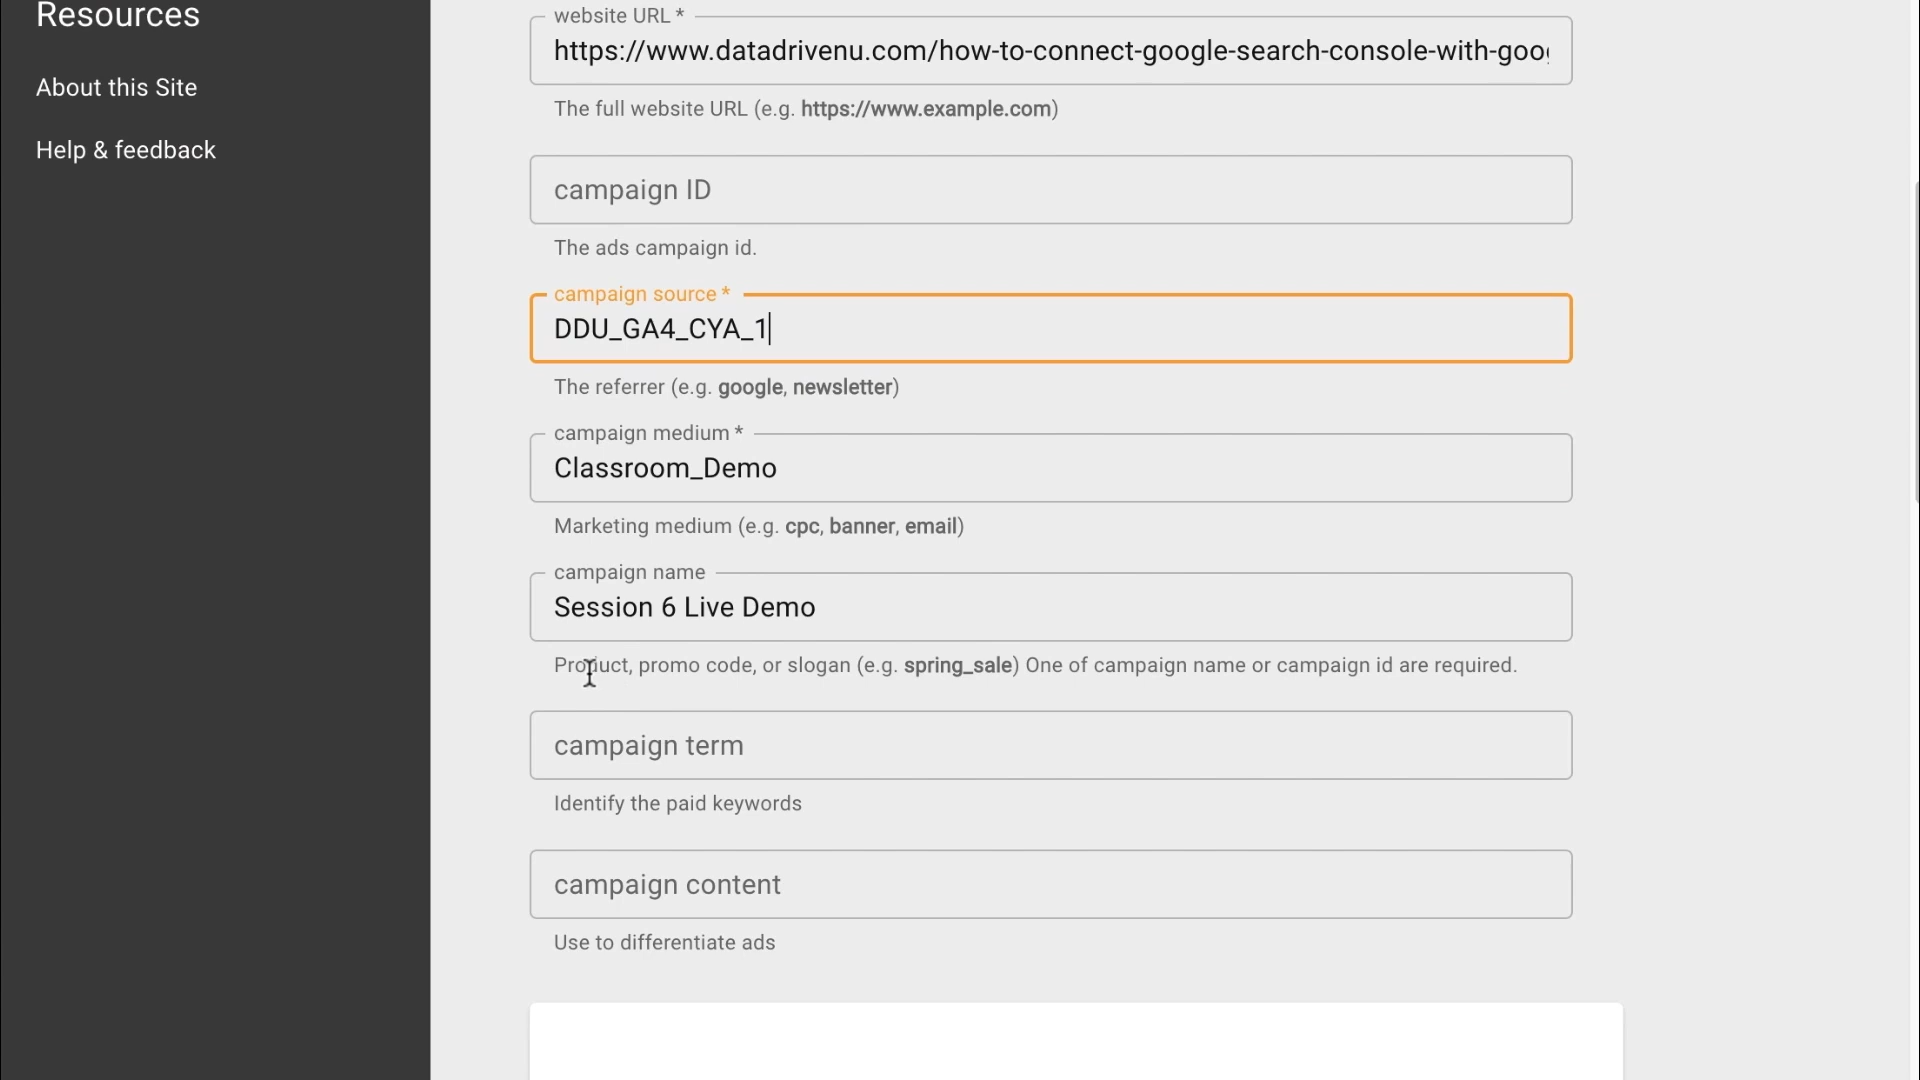 Resources
About this Site
Help & feedback
website URL *
https://www.datadrivenu.com/how-to-connect-google-search-console-with-goo
The full website URL (e.g. https://www.example.com)
campaign ID
The ads campaign id.
campaign source *
DDU_GA4_CYA_1
The referrer (e.g. google, newsletter)
campaign medium *
Classroom_Demo
Marketing medium (e.g. cpc, banner, email)
campaign name
Session 6 Live Demo
Product, promo code, or slogan (e.g. spring_sale) One of campaign name or campaign id are required.
campaign term
Identify the paid keywords
campaign content
Use to differentiate ads